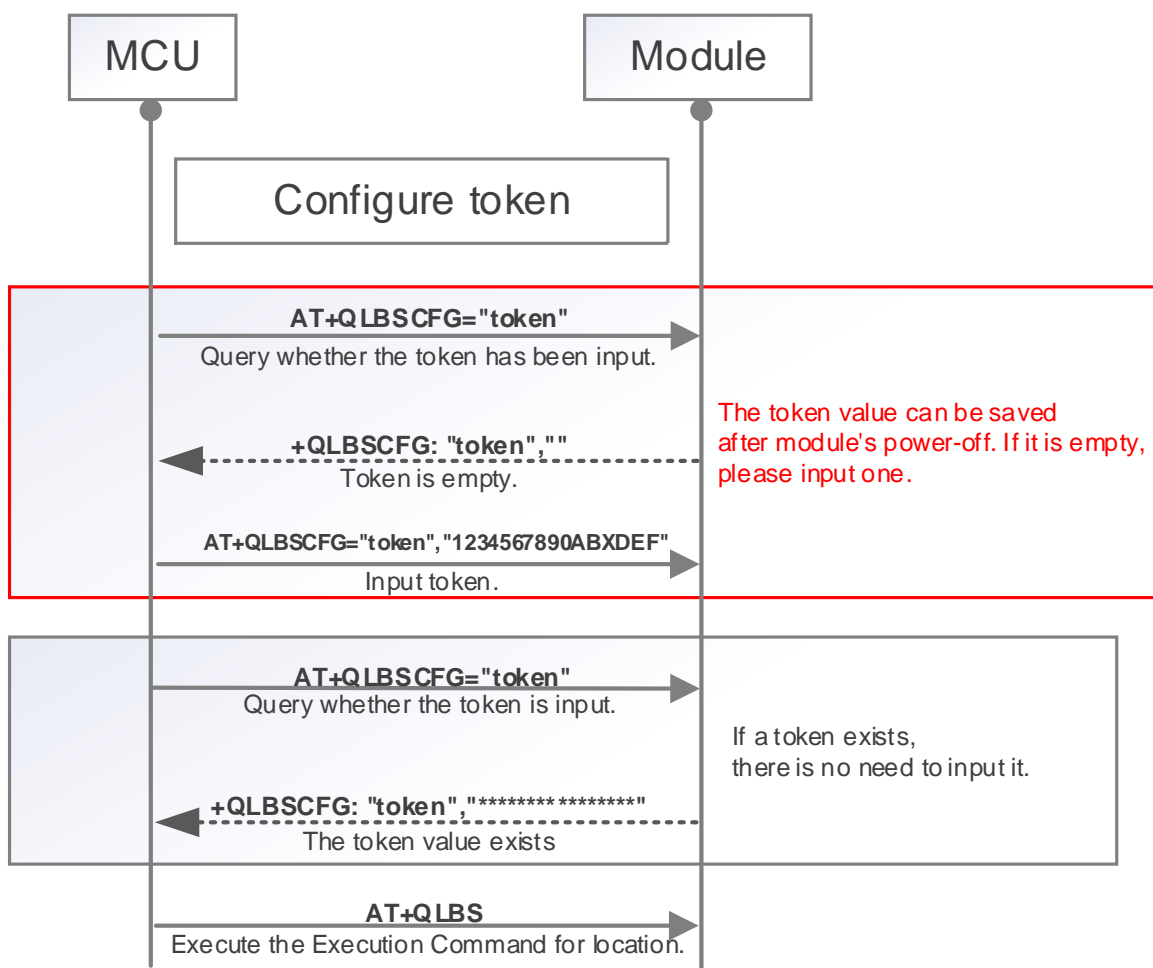 MCU
Module
Configure token
AT+QLBSCFG="token"
Query whether the token has been input.
The token value can be saved
after module's power-off. If it is empty,
please input one.
+QLBSCFG: "token",""
Token is empty.
AT+QLBSCFG="token","1234567890ABXDEF"
Input token.
AT+QLBSCFG="token"
Query whether the token is input.
If a token exists,
there is no need to input it.
+QLBSCFG: "token","****************"
The token value exists
AT+QLBS
Execute the Execution Command for location.